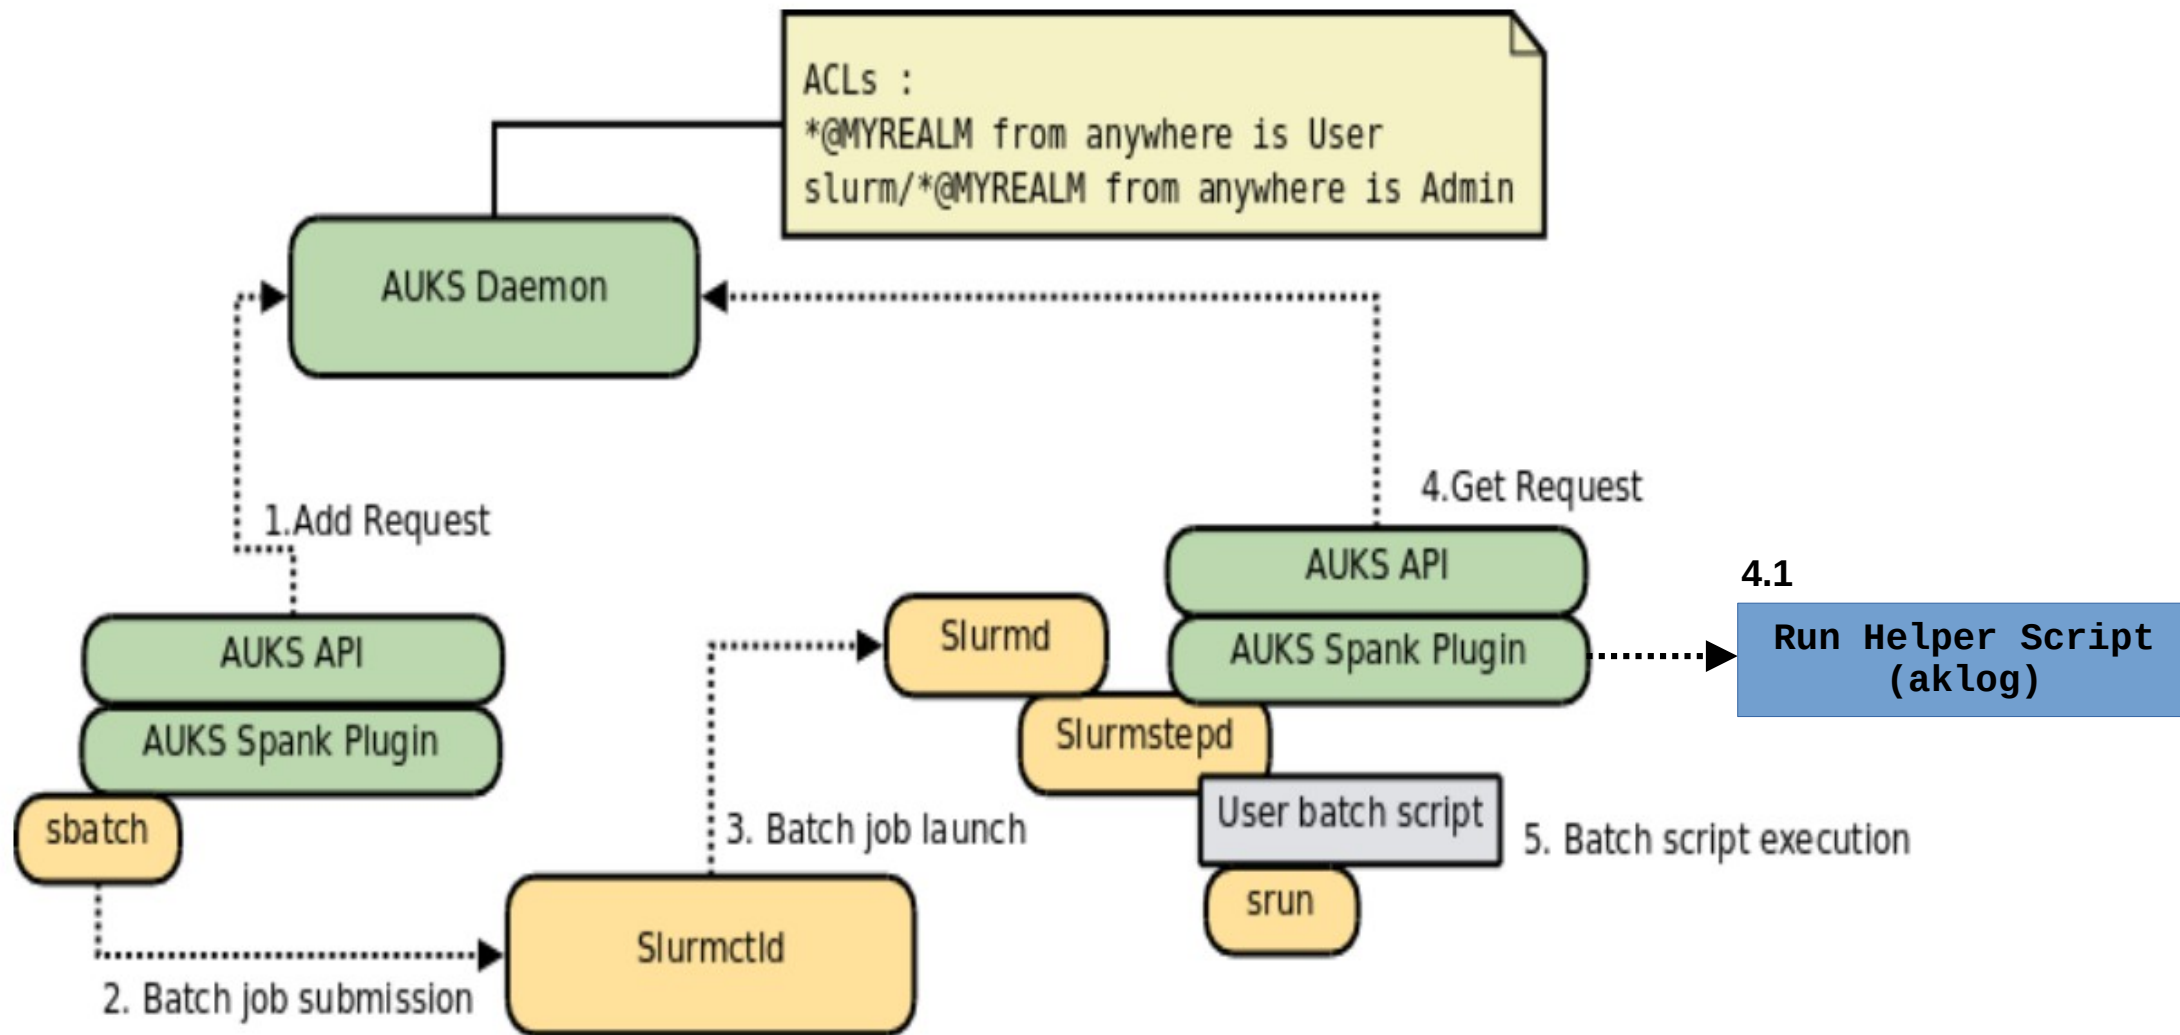 ACLs :
*@MYREALM from anywhere is User
slurm/*@MYREALM from anywhere is Admin
AUKS Daemon
1.Add Request
4.Get Request
AUKS API
AUKS Spank Plugin
sbatch
2. Batch job submission
Slurmctld
3. Batch job launch
Slurmd
Slurmstepd
AUKS API
AUKS Spank Plugin
4.1
Run Helper Script
(aklog)
User batch script
5. Batch script execution
srun